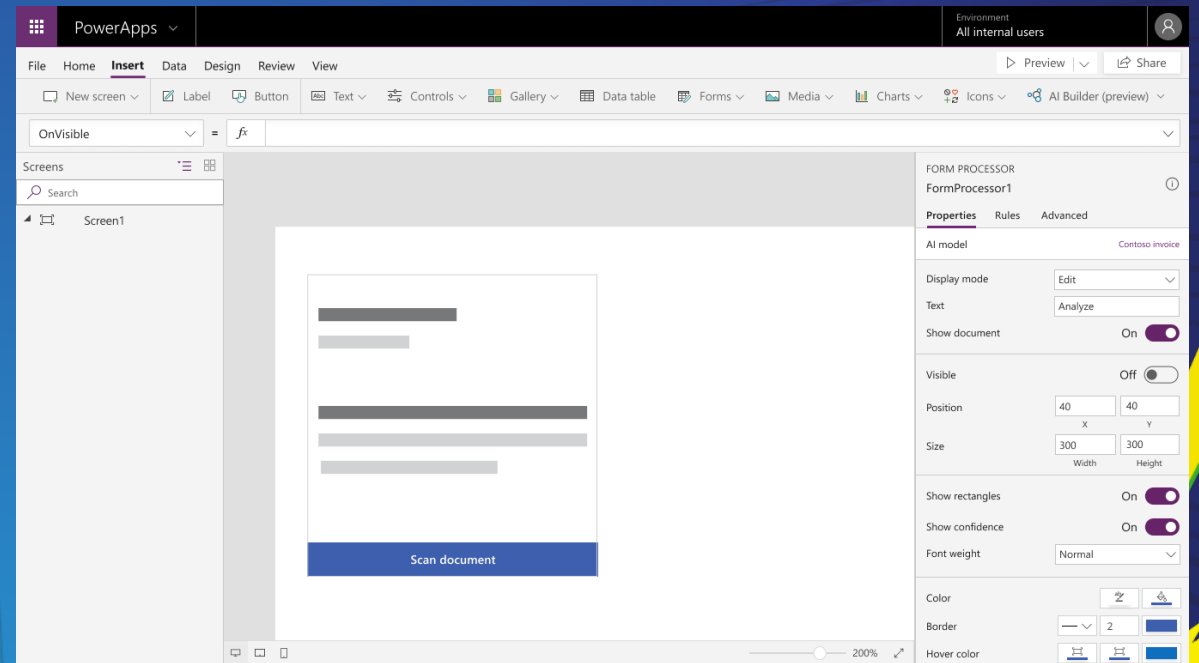 PowerApps
Environment
All internal users
File Home Insert Data Design Review View
Preview Share
New screen Label Button Text Controls Gallery Data table Forms Media Charts Icons AI Builder (preview)
OnVisible = fx
Screens
Search
Screen1
Scan document
200%
FORM PROCESSOR
FormProcessor1
Properties Rules Advanced
AI model Contoso invoice
Display mode Edit
Text Analyze
Show document On
Visible Off
Position 40 40
X Y
Size 300 300
Width Height
Show rectangles On
Show confidence On
Font weight Normal
Color
Border 2
Hover color